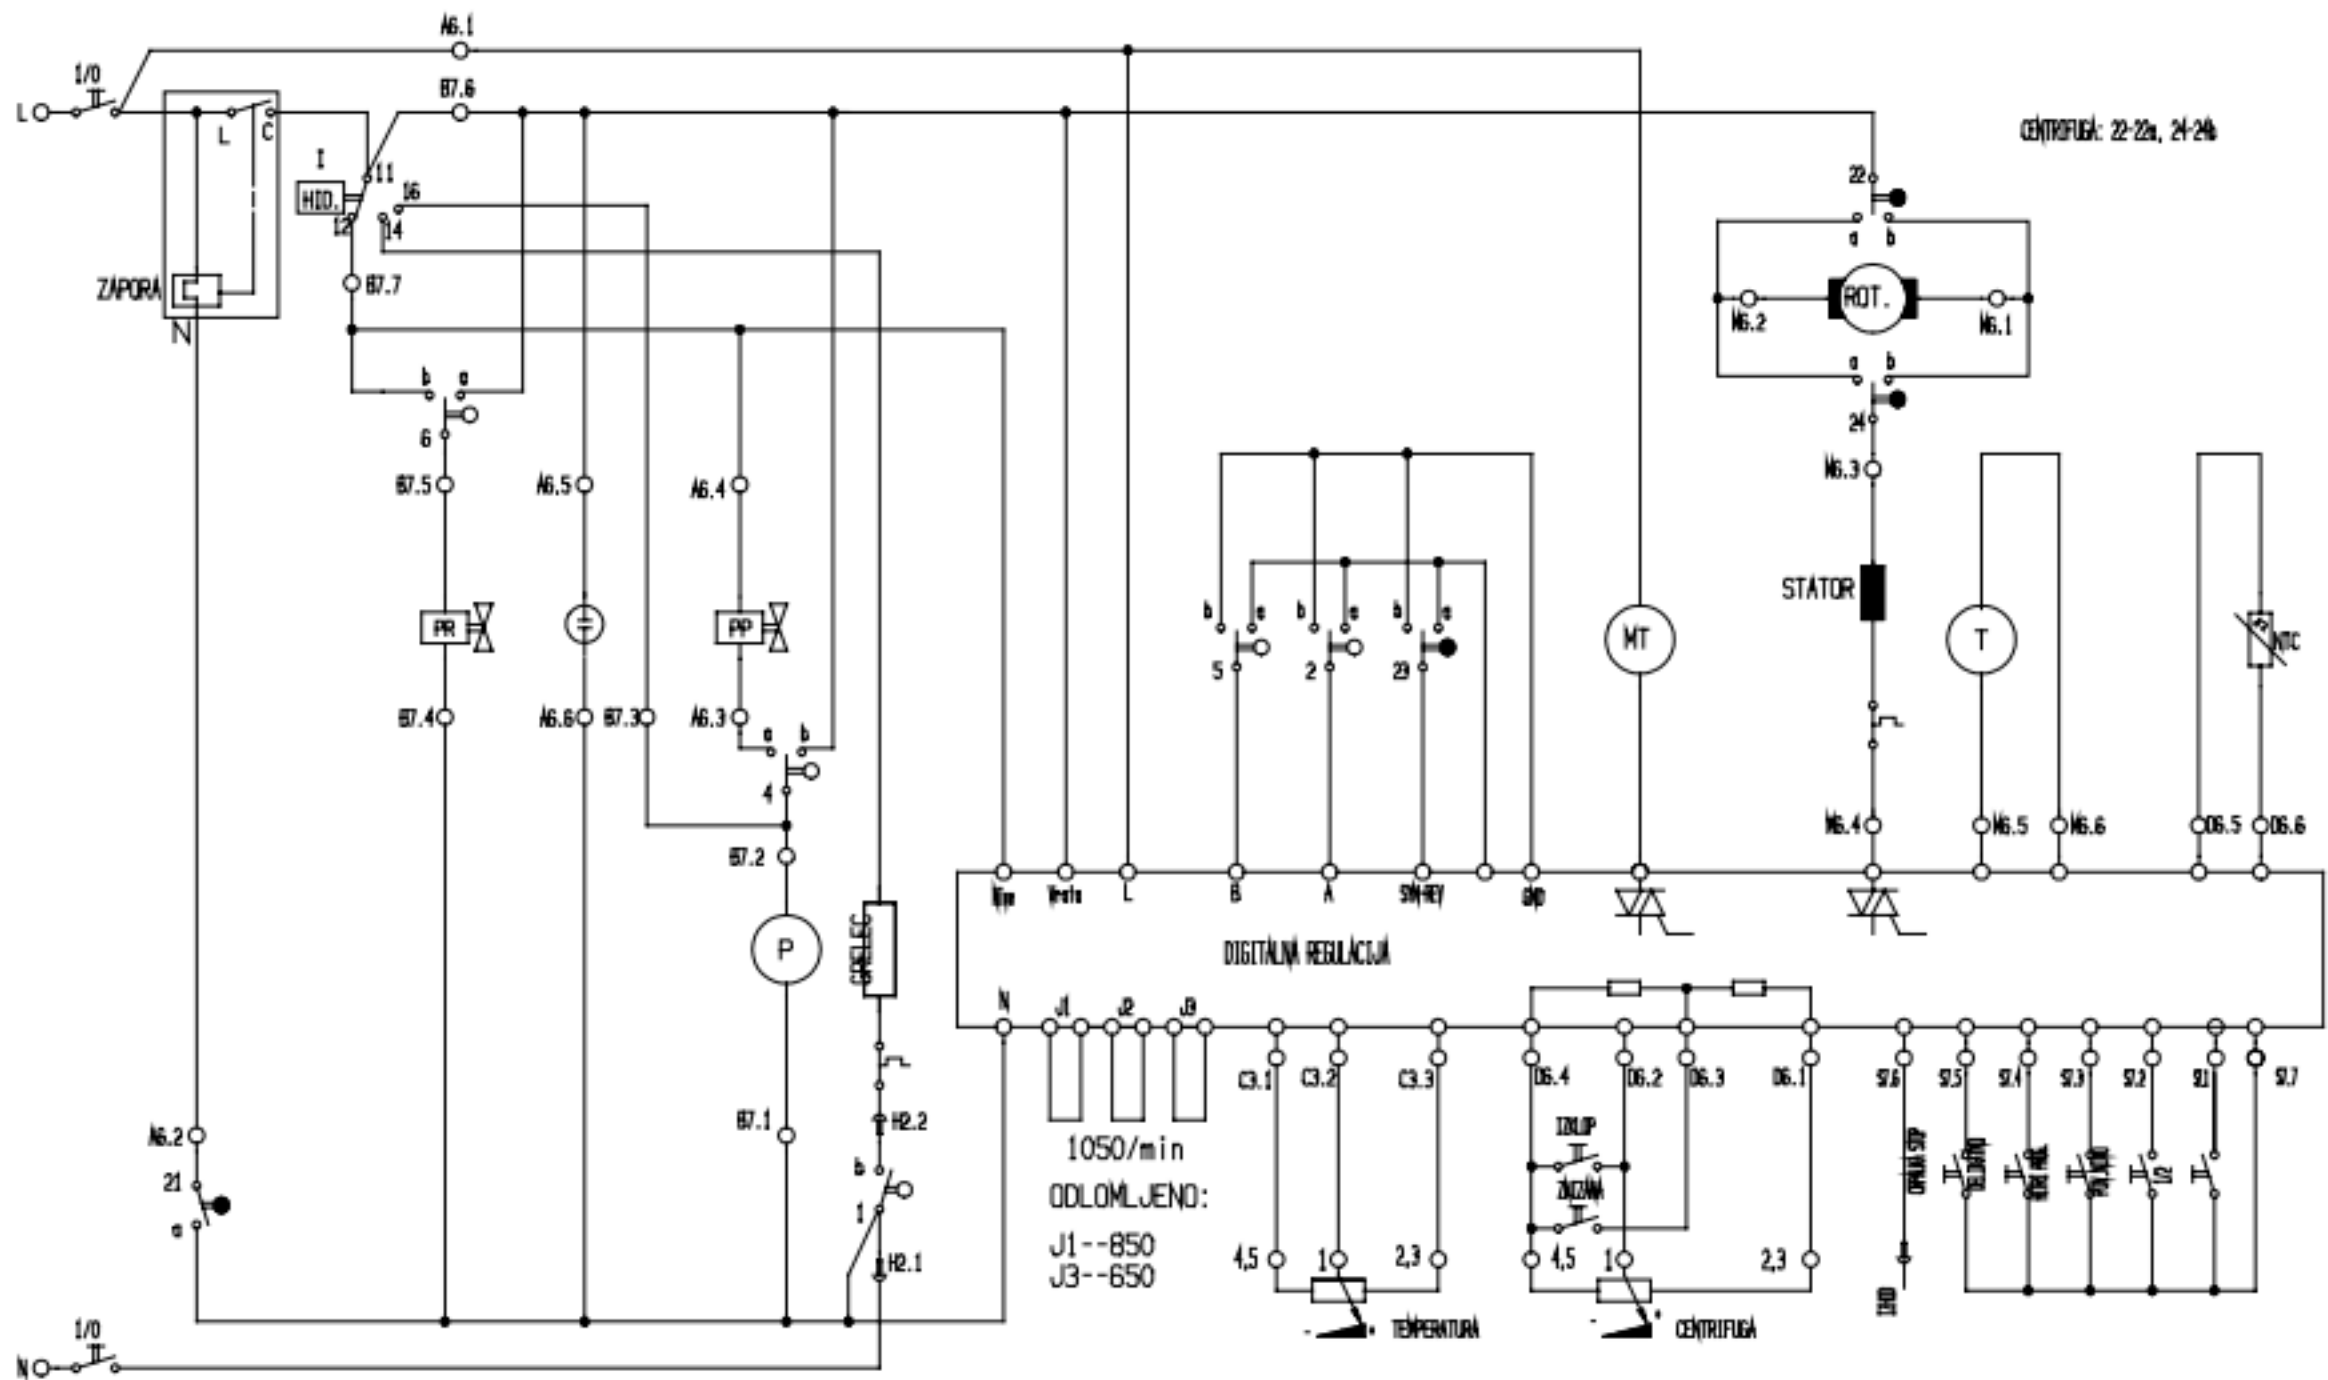 A6.1
1/0
B7.6
L
L C
CENTRIFUGA: 22-22a, 24-24b
I
11
16
HID.
12
14
22
a b
ZAPORA
B7.7
ROT.
N
M6.2
M6.1
b a
a b
6
24
M6.3
B7.5
A6.5
A6.4
STATOR
b a
b a
b a
PR
PP
MT
T
NTC
5
2
23
B7.4
A6.6
B7.3
A6.3
a b
4
M6.4
M6.5
M6.6
D6.5
D6.6
B7.2
L
B
A
GND
P
GRELEC
DIGITALNA REGULACIJA
N
J1
J2
J3
C3.1
C3.2
C3.3
D6.4
D6.2
D6.3
D6.1
S7.6
S7.5
S7.4
S7.3
S7.2
S7.7
A6.2
B7.1
H2.2
1050/min
21
a
1
ODLOMLJENO:
1/2
J1--850
J3--650
H2.1
4,5
1
2,3
4,5
1
2,3
- + TEMPERATURA
- + CENTRIFUGA
1/0
N